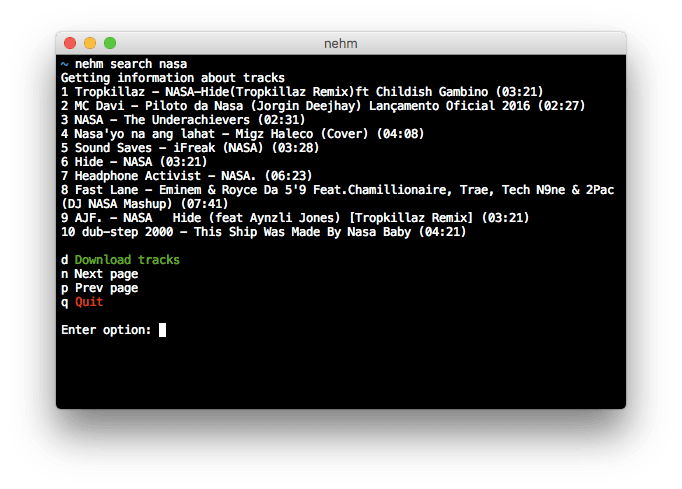 nehm
~ nehm search nasa
Getting information about tracks
1 Tropkillaz - NASA-Hide(Tropkillaz Remix)ft Childish Gambino (03:21)
2 MC Davi - Piloto da Nasa (Jorgin Deejhay) Lançamento Oficial 2016 (02:27)
3 NASA - The Underachievers (02:31)
4 Nasa'yo na ang lahat - Migz Haleco (Cover) (04:08)
5 Sound Saves - iFreak (NASA) (03:28)
6 Hide - NASA (03:21)
7 Headphone Activist - NASA. (06:23)
8 Fast Lane - Eminem & Royce Da 5'9 Feat.Chamillionaire, Trae, Tech N9ne & 2Pac
(DJ NASA Mashup) (07:41)
9 AJF. - NASA   Hide (feat Aynzli Jones) [Tropkillaz Remix] (03:21)
10 dub-step 2000 - This Ship Was Made By Nasa Baby (04:21)
d Download tracks
n Next page
p Prev page
q Quit
Enter option: